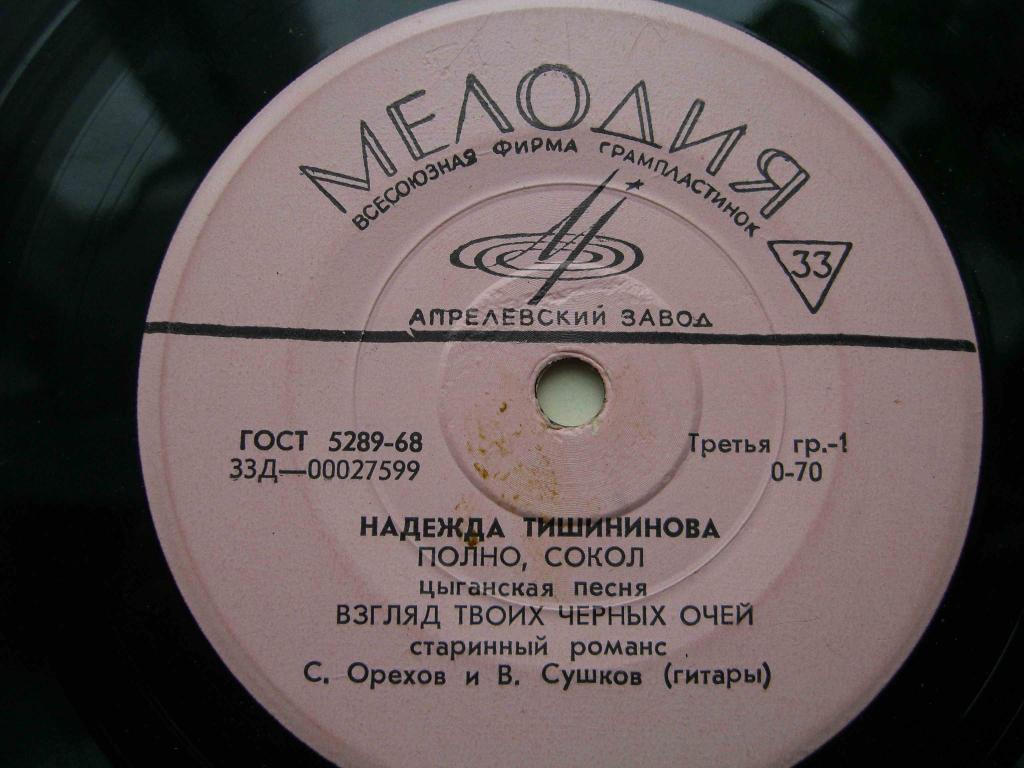 МЕЛОДИЯ
ВСЕСОЮЗНАЯ ФИРМА ГРАМПЛАСТИНОК
33
АПРЕЛЕВСКИЙ ЗАВОД
ГОСТ 5289-68
Третья гр.-1
33Д—00027599
0-70
НАДЕЖДА ТИШИНИНОВА
ПОЛНО, СОКОЛ
цыганская песня
ВЗГЛЯД ТВОИХ ЧЕРНЫХ ОЧЕЙ
старинный романс
С. Орехов и В. Сушков (гитары)